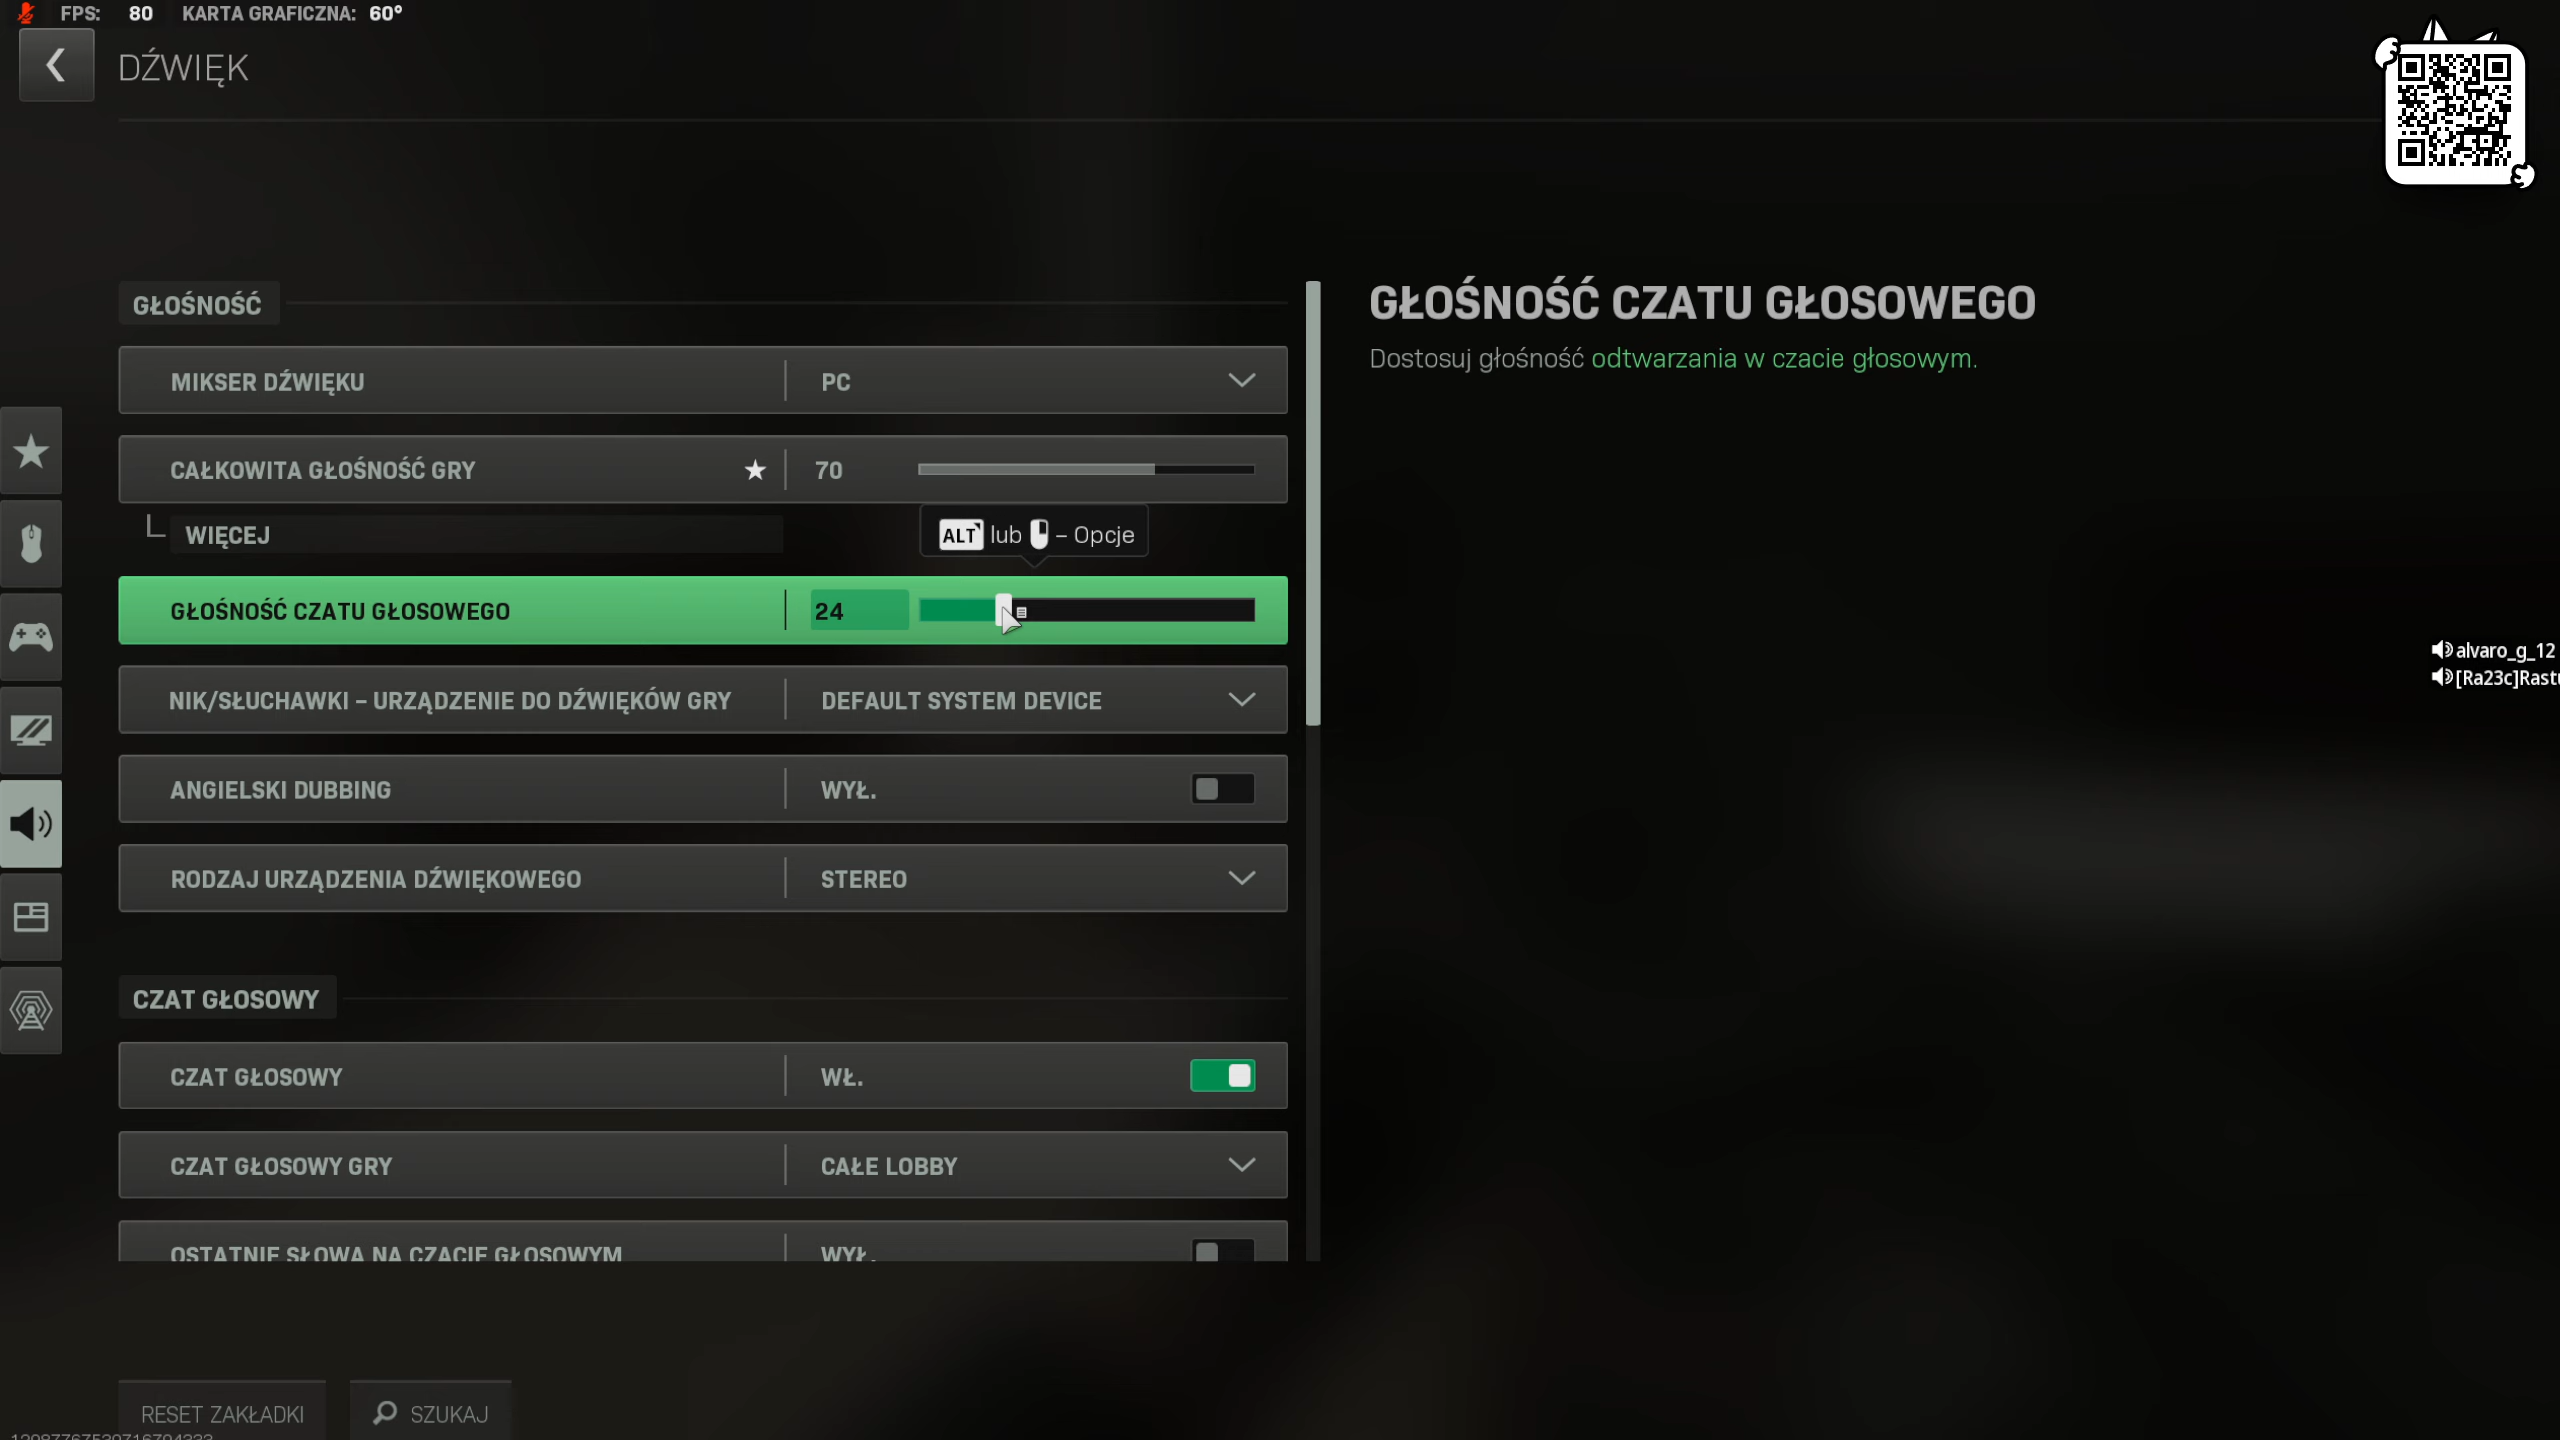 FPS: 80 KARTA GRAFICZNA: 60°
DŹWIĘK
GŁOŚNOŚĆ
MIKSER DŹWIĘKU PC
CAŁKOWITA GŁOŚNOŚĆ GRY 70
WIĘCEJ
ALT lub – Opcje
GŁOŚNOŚĆ CZATU GŁOSOWEGO 24
NIK/SŁUCHAWKI – URZĄDZENIE DO DŹWIĘKÓW GRY DEFAULT SYSTEM DEVICE
ANGIELSKI DUBBING WYŁ.
RODZAJ URZĄDZENIA DŹWIĘKOWEGO STEREO
CZAT GŁOSOWY
CZAT GŁOSOWY WŁ.
CZAT GŁOSOWY GRY CAŁE LOBBY
OSTATNIE SŁOWA NA CZACIE GŁOSOWYM WYŁ.
RESET ZAKŁADKI SZUKAJ
GŁOŚNOŚĆ CZATU GŁOSOWEGO
Dostosuj głośność odtwarzania w czacie głosowym.
alvaro_g_12
[Ra23c]Rastu